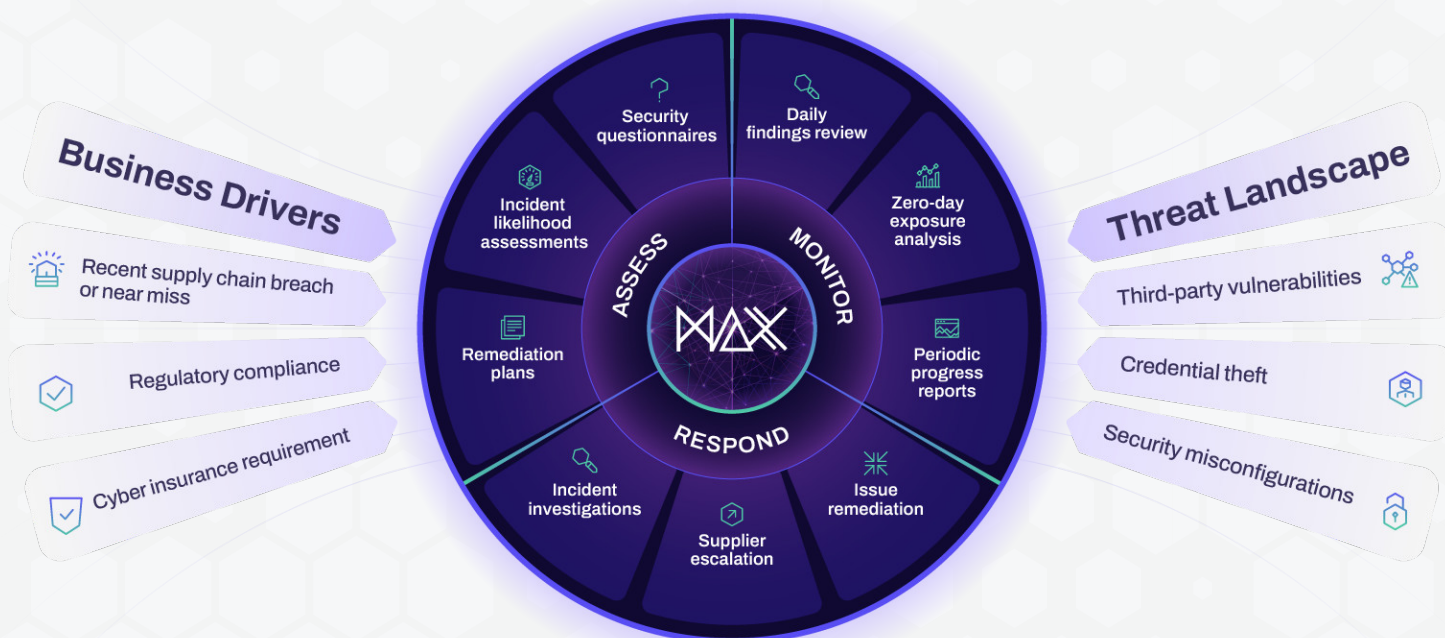 Business Drivers
Recent supply chain breach
or near miss
Regulatory compliance
Cyber insurance requirement
Security
questionnaires
Incident
likelihood
assessments
Remediation
plans
ASSESS
Daily
findings review
Zero-day
exposure
analysis
Periodic
progress
reports
MONITOR
MAX
RESPOND
Incident
investigations
Supplier
escalation
Issue
remediation
Threat Landscape
Third-party vulnerabilities
Credential theft
Security misconfigurations